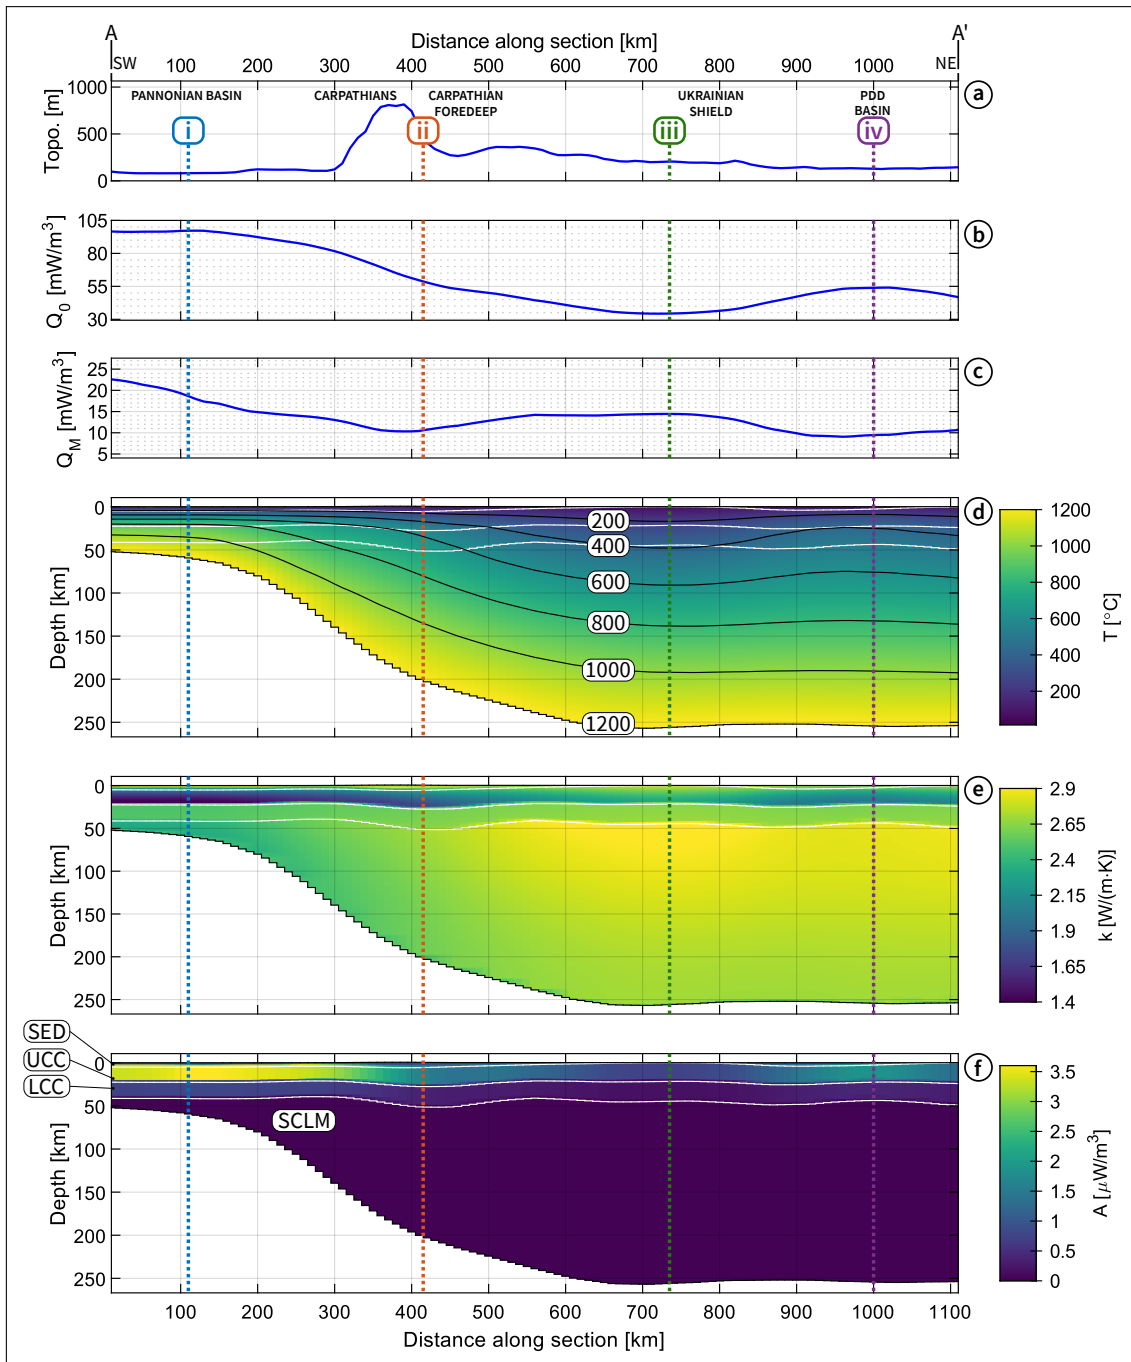 A A'
Distance along section [km]
SW 100 200 300 400 500 600 700 800 900 1000 NE
1000
500
0
Topo. [m]
PANNONIAN BASIN
CARPATHIANS
CARPATHIAN
FOREDEEP
UKRAINIAN
SHIELD
PDD
BASIN
i
ii
iii
iv
a
105
80
55
30
Q0 [mW/m³]
b
25
20
15
10
5
QM [mW/m³]
c
0
50
100
150
200
250
Depth [km]
200
400
600
800
1000
1200
d
1200
1000
800
600
400
200
T [°C]
0
50
100
150
200
250
Depth [km]
e
2.9
2.65
2.4
2.15
1.9
1.65
1.4
k [W/(m·K)]
SED
UCC
LCC
SCLM
0
50
100
150
200
250
Depth [km]
f
3.5
3
2.5
2
1.5
1
0.5
0
A [μW/m³]
100 200 300 400 500 600 700 800 900 1000 1100
Distance along section [km]